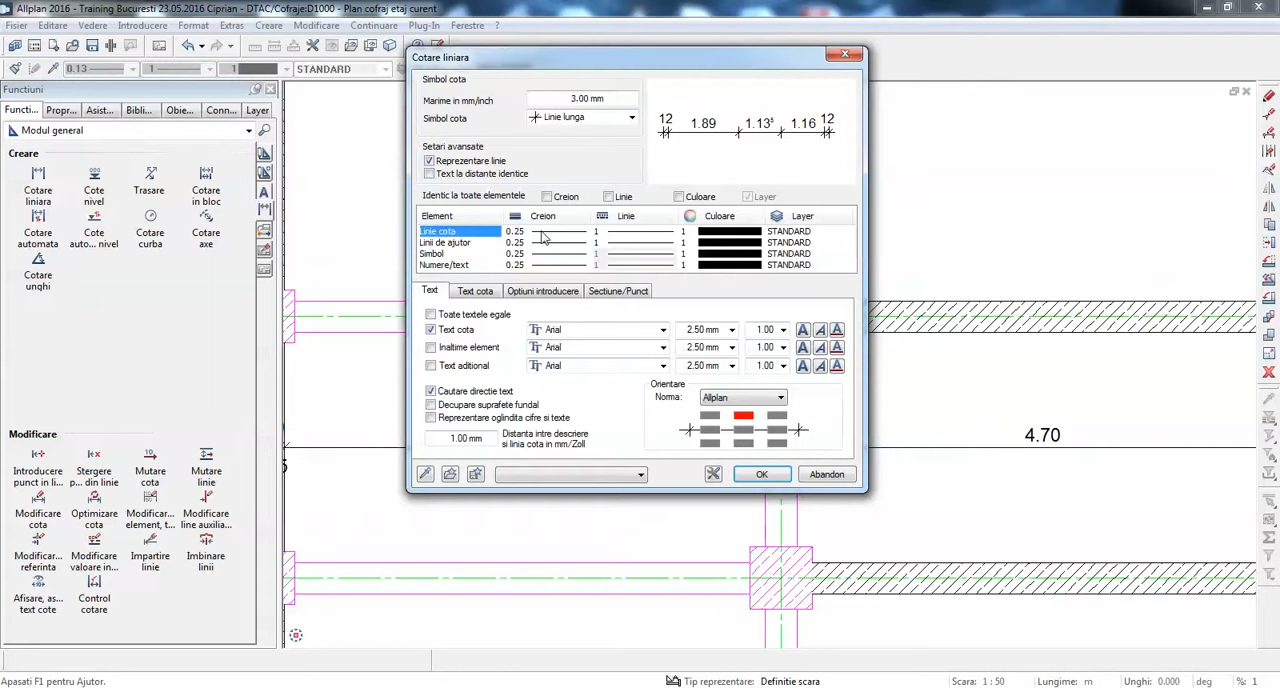 Allplan 2016 - Training Bucuresti 23.05.2016 Ciprian - DTAC/Cofraje:D1000 - Plan cofraj etaj curent
Fisier Editare Vedere Introducere Format Extras Creare Modificare Continuare Plug-In Fereastra ?
0.13 1 1 STANDARD
Functiuni
Functi... Propr... Asist... Bibli... Obie... Conn... Layer
Modul general
Creare
Cotare liniara
Cote nivel
Trasare
Cotare in bloc
Cotare automata
Cote auto... nivel
Cotare curba
Cotare axe
Cotare unghi
Modificare
Introducere punct in li...
Stergere p... din linie
Mutare cota
Mutare linie
Modificare cota
Optimizare cota
Modificar... element, t...
Modificare line auxilia...
Modificar... referinta
Modificare valoare in...
Impartire linie
Imbinare linii
Afisare, as... text cote
Control cotare
Cotare liniara
Simbol cota
Marime in mm/inch 3.00 mm
Simbol cota Linie lunga
12 1.89 1.13⁵ 1.16 12
Setari avansate
Reprezentare linie
Text la distante identice
Identic la toate elementele Creion Linie Culoare Layer
Element Creion Linie Culoare Layer
Linie cota 0.25 1 1 STANDARD
Linii de ajutor 0.25 1 1 STANDARD
Simbol 0.25 1 1 STANDARD
Numere/text 0.25 1 1 STANDARD
Text Text cota Optiuni introducere Sectiune/Punct
Toate textele egale
Text cota Arial 2.50 mm 1.00 A A A
Inaltime element Arial 2.50 mm 1.00 A A A
Text aditional Arial 2.50 mm 1.00 A A A
Cautare directie text
Decupare suprafete fundal
Reprezentare oglindita cifre si texte
1.00 mm Distanta intre descriere si linia cota in mm/Zoll
Orientare
Norma: Allplan
OK Abandon
4.70
5
Apasati F1 pentru Ajutor. Tip reprezentare: Definitie scara Scara: 1 : 50 Lungime: m Unghi: 0.000 deg %: 1